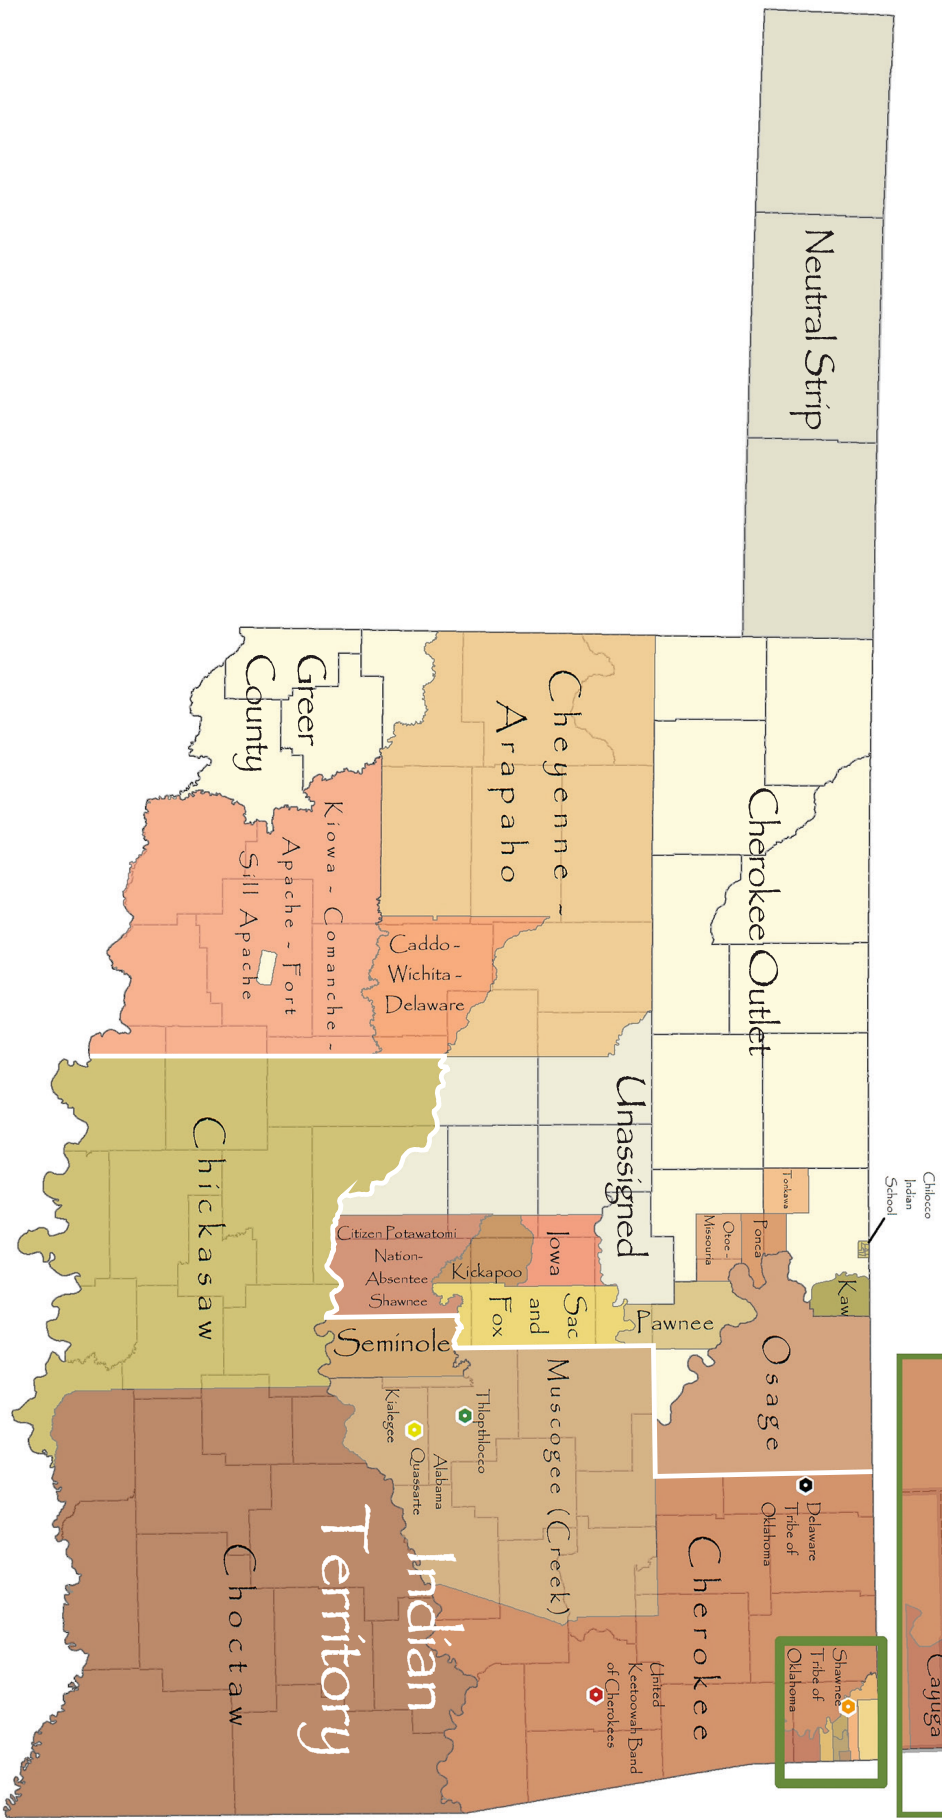 Neutral Strip
Cherokee Outlet
Cheyenne -
Arapaho
Greer
County
Kiowa - Comanche -
Apache - Fort
Sill Apache
Caddo -
Wichita -
Delaware
Unassigned
Chilocco
Indian
School
Tonkawa
Ponca
Otoe -
Missouria
Kaw
Osage
Pawnee
Iowa
Sac
and
Fox
Kickapoo
Citizen Potawatomi
Nation-
Absentee
Shawnee
Seminole
Chickasaw
Muscogee (Creek)
Thlopthlocco
Alabama
Quassarte
Kialegee
Delaware
Tribe of
Oklahoma
Cherokee
Shawnee
Tribe of
Oklahoma
United
Keetoowah Band
of Cherokees
Indian
Territory
Choctaw
Cayuga